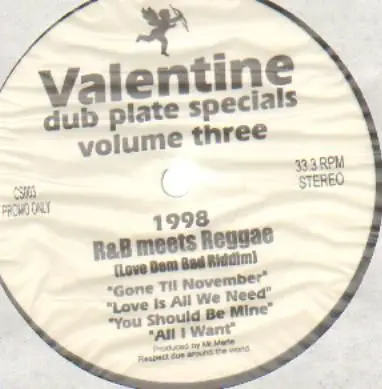 Valentine
dub plate specials
volume three
33.3 RPM
STEREO
CS003
PROMO ONLY
1998
R&B meets Reggae
(Love Dem Bad Riddim)
"Gone Til November"
"Love Is All We Need"
"You Should Be Mine"
"All I Want"
Produced by Mr. Marle
Respect due around the world